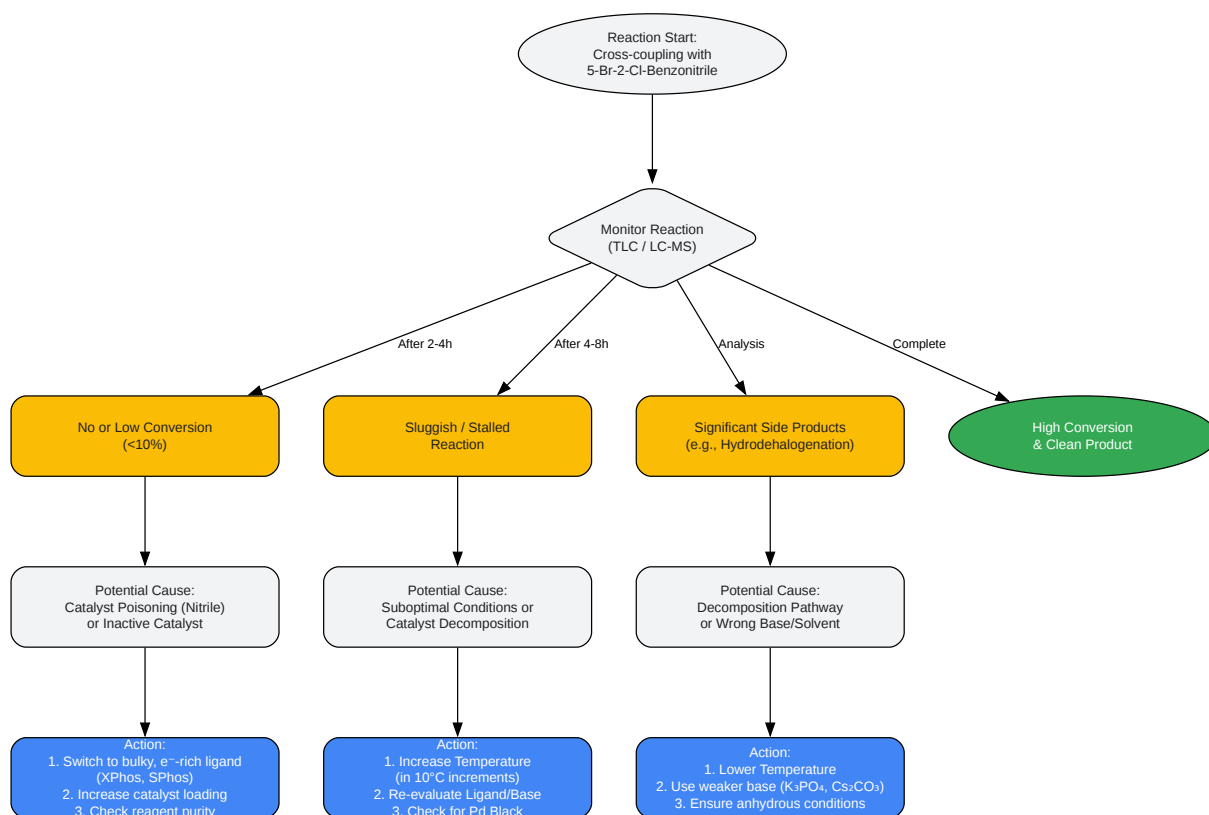 Reaction Start:
Cross-coupling with
5-Br-2-Cl-Benzonitrile
Monitor Reaction
(TLC / LC-MS)
After 2-4h
After 4-8h
Analysis
Complete
No or Low Conversion
(<10%)
Sluggish / Stalled
Reaction
Significant Side Products
(e.g., Hydrodehalogenation)
High Conversion
& Clean Product
Potential Cause:
Catalyst Poisoning (Nitrile)
or Inactive Catalyst
Potential Cause:
Suboptimal Conditions or
Catalyst Decomposition
Potential Cause:
Decomposition Pathway
or Wrong Base/Solvent
Action:
1. Switch to bulky, e⁻-rich ligand
(XPhos, SPhos)
2. Increase catalyst loading
3. Check reagent purity
Action:
1. Increase Temperature
(in 10°C increments)
2. Re-evaluate Ligand/Base
3. Check for Pd Black
Action:
1. Lower Temperature
2. Use weaker base (K₃PO₄, Cs₂CO₃)
3. Ensure anhydrous conditions